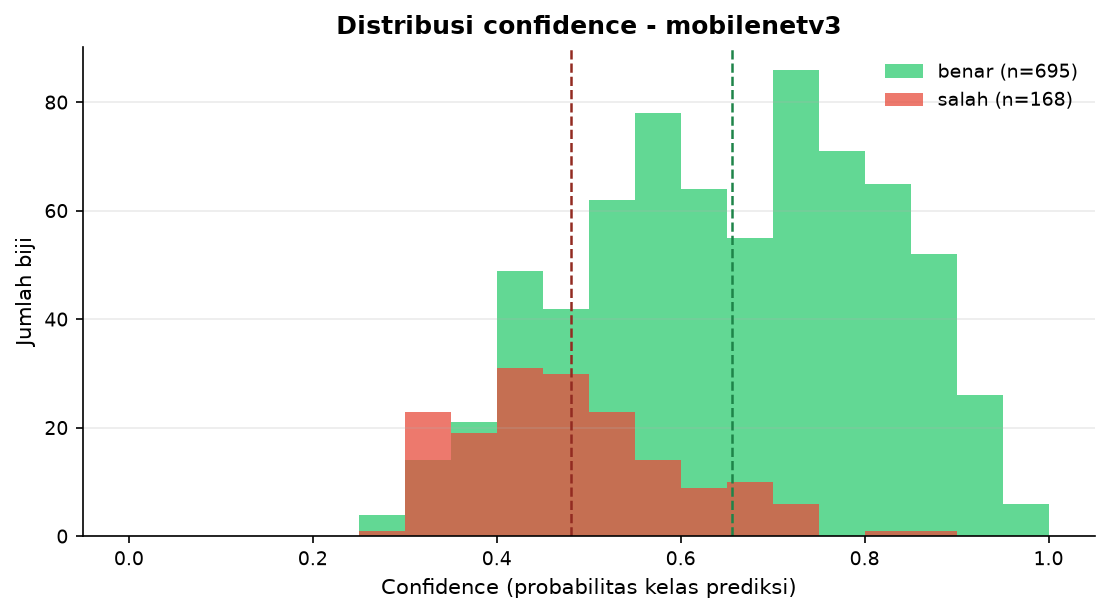 Distribusi confidence - mobilenetv3
benar (n=695)
salah (n=168)
Jumlah biji
80
60
40
20
0
0.0 0.2 0.4 0.6 0.8 1.0
Confidence (probabilitas kelas prediksi)